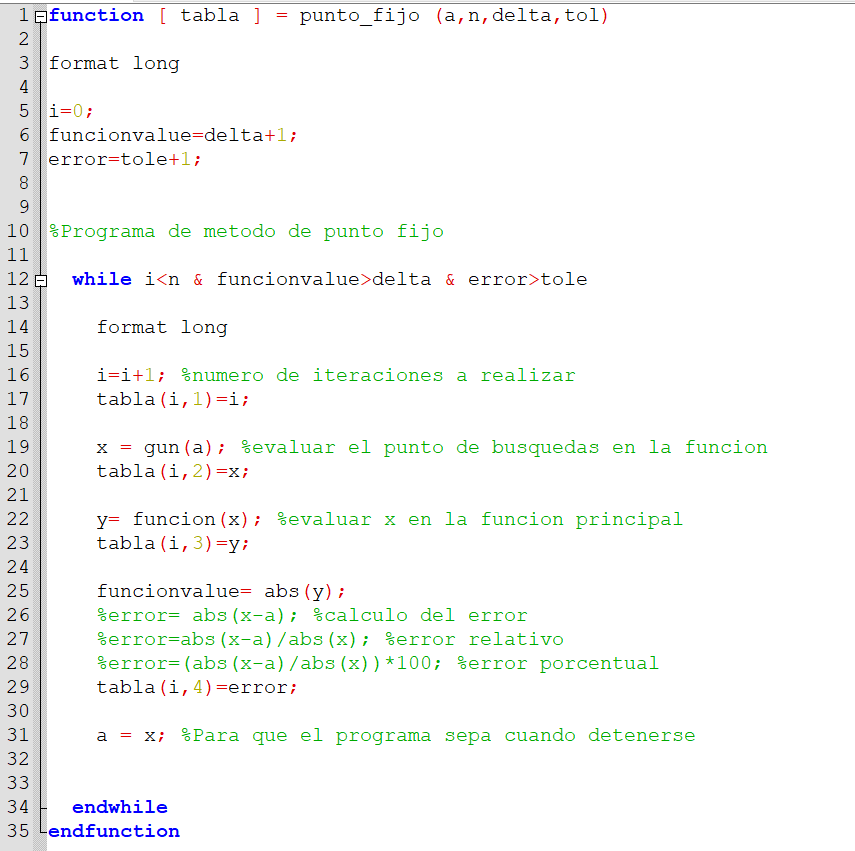 1 function [ tabla ] = punto_fijo (a,n,delta,tol)
2
3 format long
4
5 i=0;
6 funcionvalue=delta+1;
7 error=tole+1;
8
9
10 %Programa de metodo de punto fijo
11
12 while i<n & funcionvalue>delta & error>tole
13
14 format long
15
16 i=i+1; %numero de iteraciones a realizar
17 tabla(i,1)=i;
18
19 x = gun(a); %evaluar el punto de busquedas en la funcion
20 tabla(i,2)=x;
21
22 y= funcion(x); %evaluar x en la funcion principal
23 tabla(i,3)=y;
24
25 funcionvalue= abs(y);
26 %error= abs(x-a); %calculo del error
27 %error=abs(x-a)/abs(x); %error relativo
28 %error=(abs(x-a)/abs(x))*100; %error porcentual
29 tabla(i,4)=error;
30
31 a = x; %Para que el programa sepa cuando detenerse
32
33
34 endwhile
35 endfunction